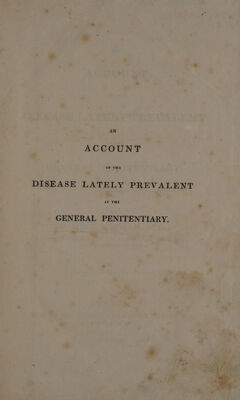 AN
ACCOUNT
OF THE
DISEASE LATELY PREVALENT
AT THE
GENERAL PENITENTIARY.